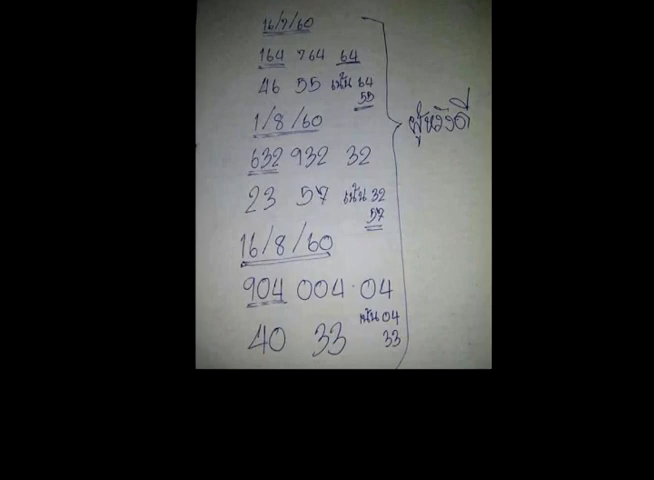 16/7/60
164 764 64
46 55 เน้น 64
55
1/8/60
632 932 32
23 57 เน้น 32
57
16/8/60
904 004 04
40 33 เน้น 04
33
ผู้หวังดี